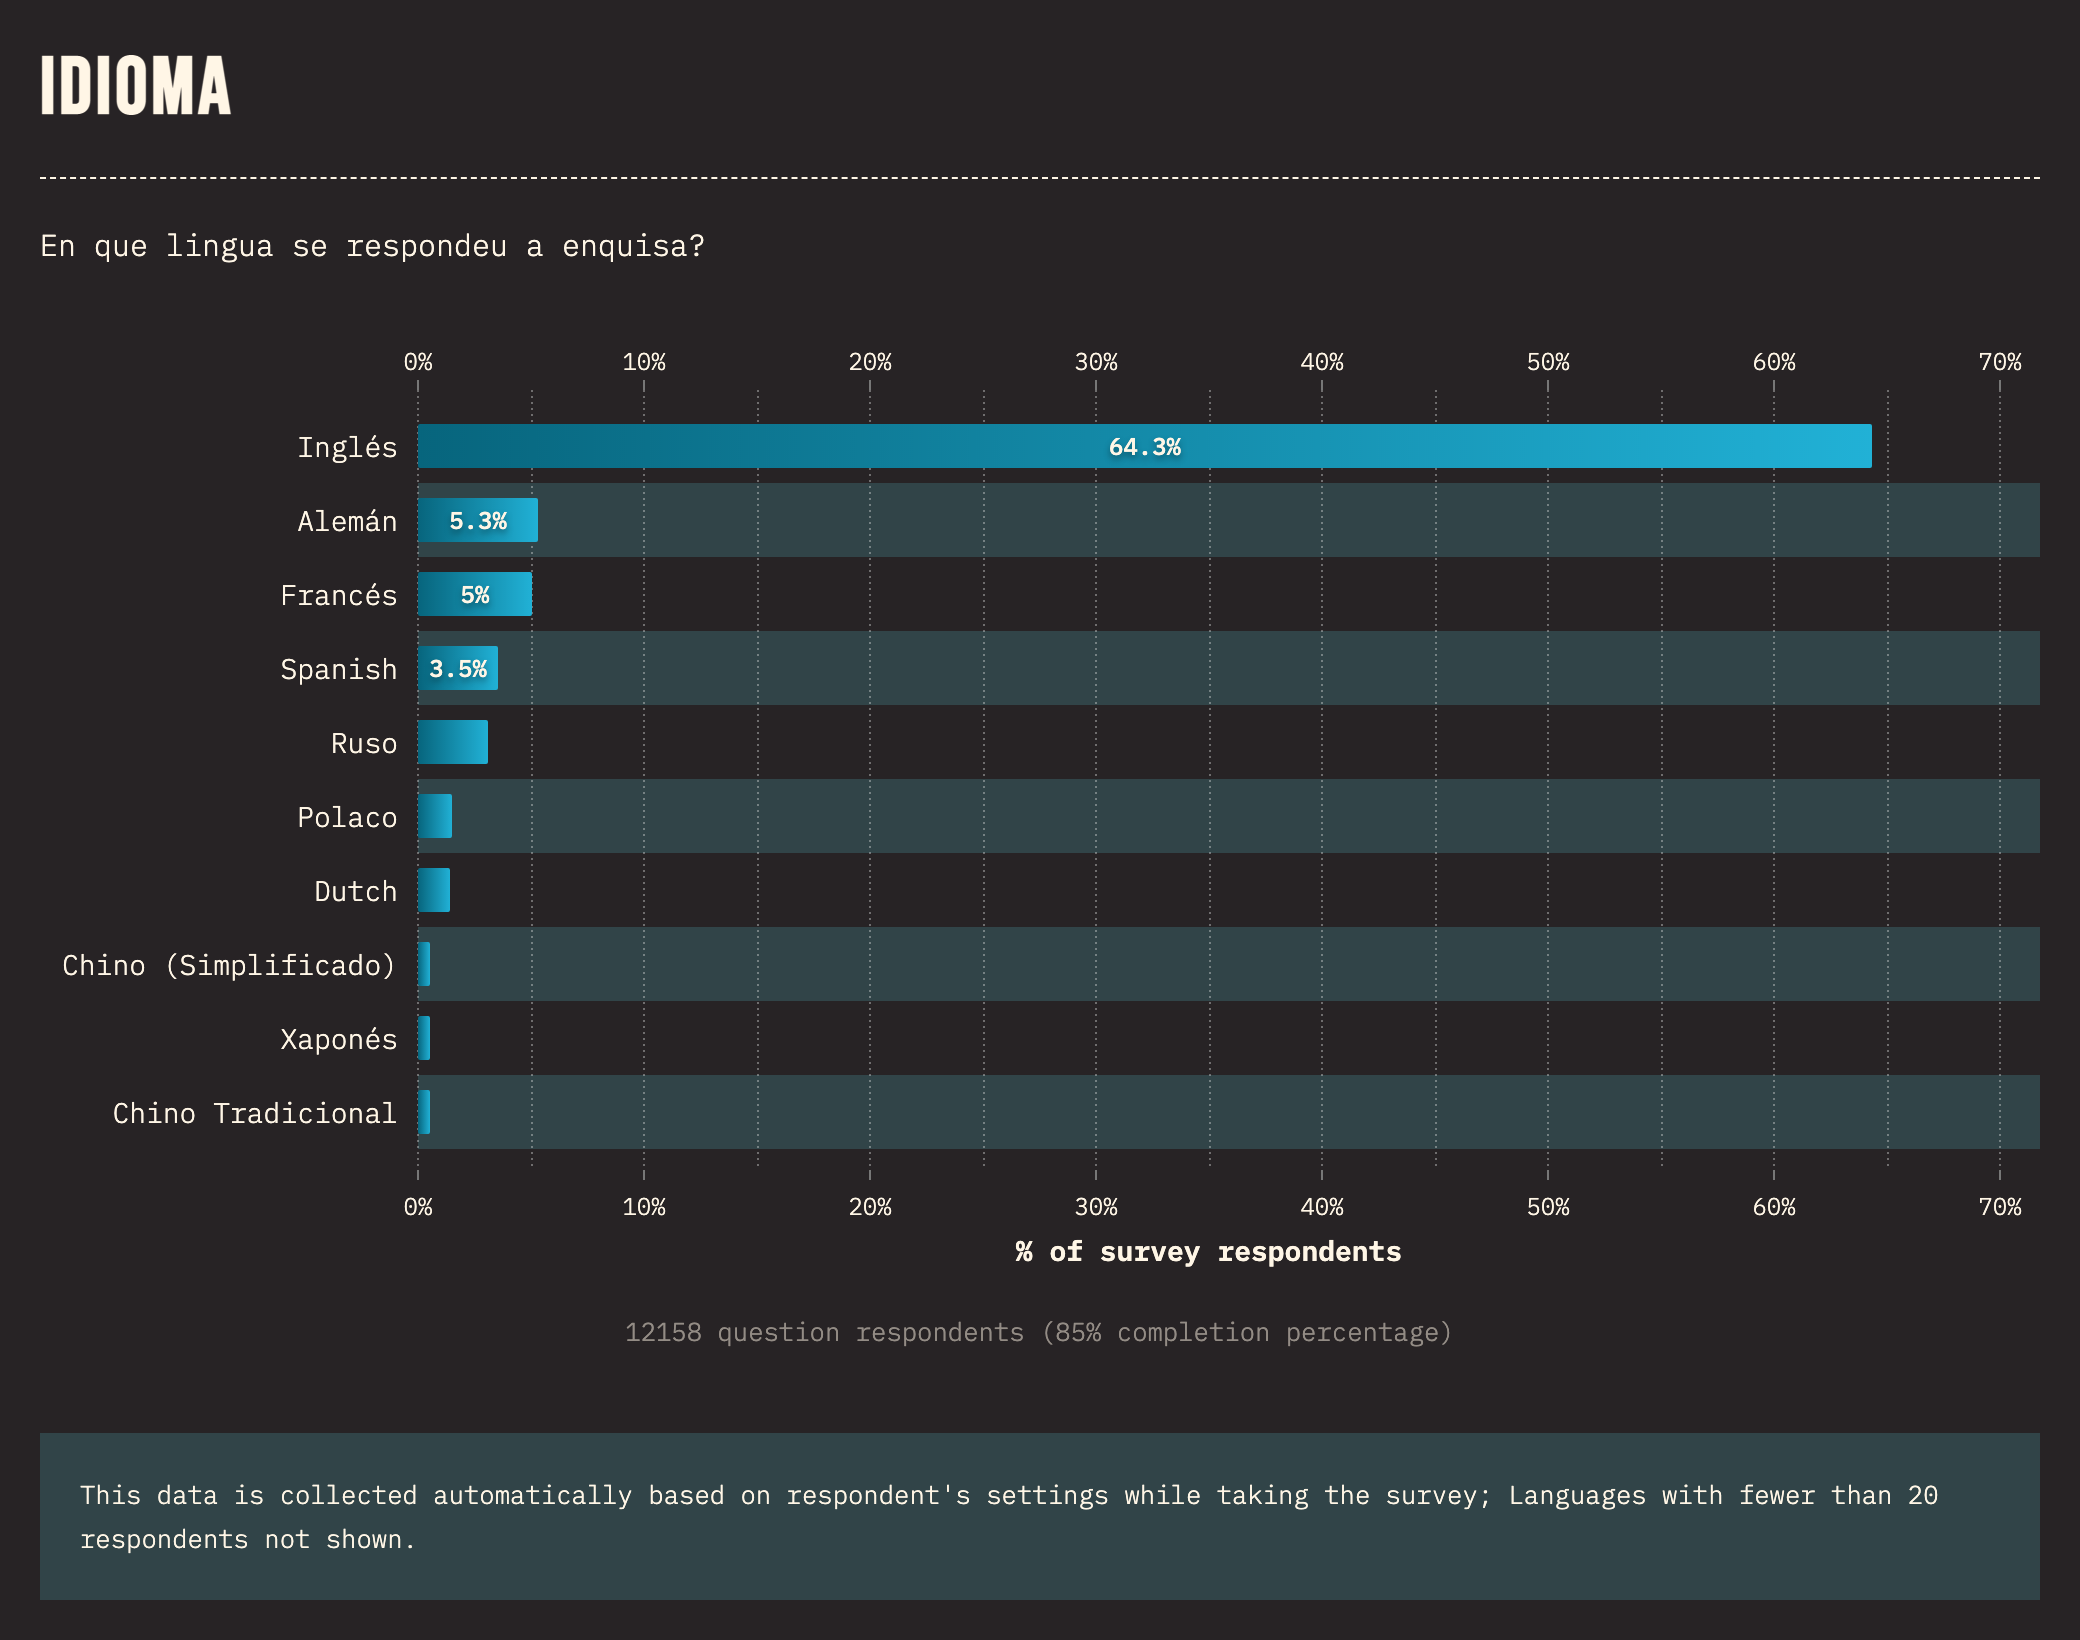 IDIOMA
En que lingua se respondeu a enquisa?
0% 10% 20% 30% 40% 50% 60% 70%
Inglés 64.3%
Alemán 5.3%
Francés 5%
Spanish 3.5%
Ruso
Polaco
Dutch
Chino (Simplificado)
Xaponés
Chino Tradicional
0% 10% 20% 30% 40% 50% 60% 70%
% of survey respondents
12158 question respondents (85% completion percentage)
This data is collected automatically based on respondent's settings while taking the survey; Languages with fewer than 20
respondents not shown.